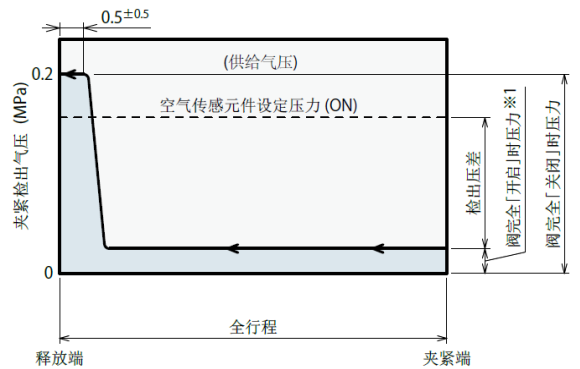 0.5±0.5
(供给气压)
0.2
空气传感元件设定压力 (ON)
夹紧检出气压 (MPa)
检出压差
阀完全「开启」时压力※1
阀完全「关闭」时压力
0
全行程
释放端
夹紧端